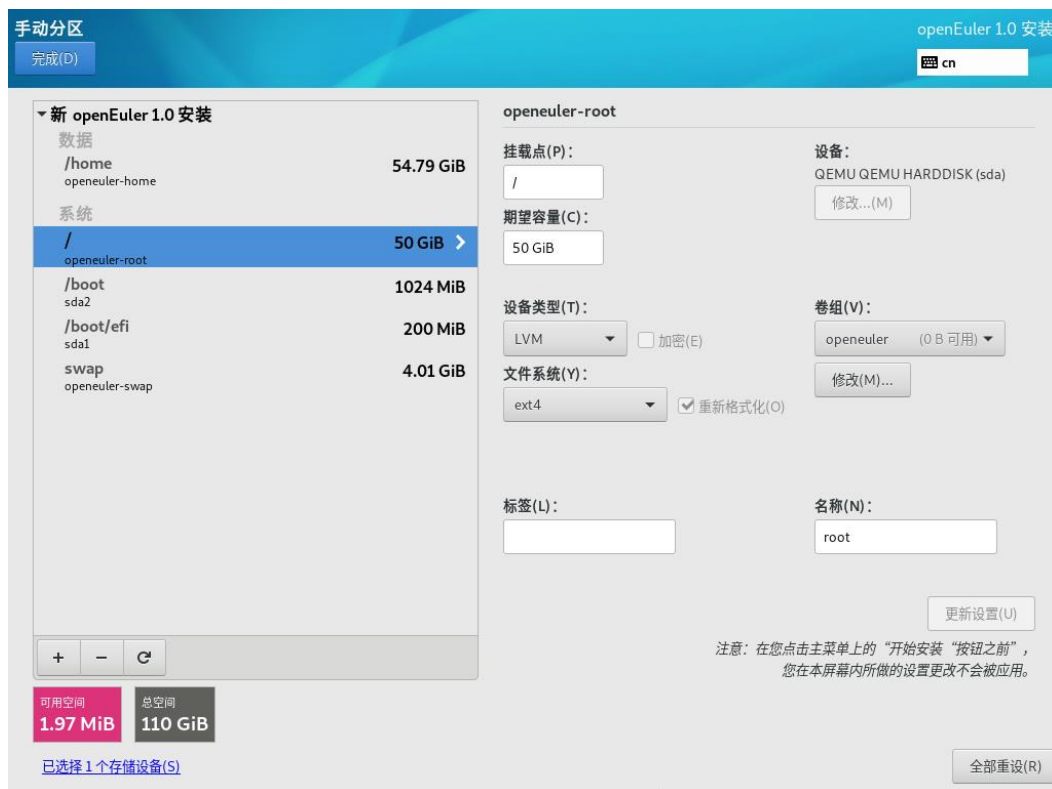 手动分区
openEuler 1.0 安装
完成(D)
cn
新 openEuler 1.0 安装
数据
/home
54.79 GiB
openeuler-home
系统
/
50 GiB
openeuler-root
/boot
1024 MiB
sda2
/boot/efi
200 MiB
sda1
swap
4.01 GiB
openeuler-swap
+ −
可用空间
1.97 MiB
总空间
110 GiB
已选择 1 个存储设备(S)
openeuler-root
挂载点(P)：
/
设备：
QEMU QEMU HARDDISK (sda)
修改...(M)
期望容量(C)：
50 GiB
设备类型(T)：
LVM
加密(E)
卷组(V)：
openeuler (0 B 可用)
修改(M)...
文件系统(Y)：
ext4
重新格式化(O)
标签(L)：
名称(N)：
root
更新设置(U)
注意：在您点击主菜单上的“开始安装“按钮之前”，
您在本屏幕内所做的设置更改不会被应用。
全部重设(R)